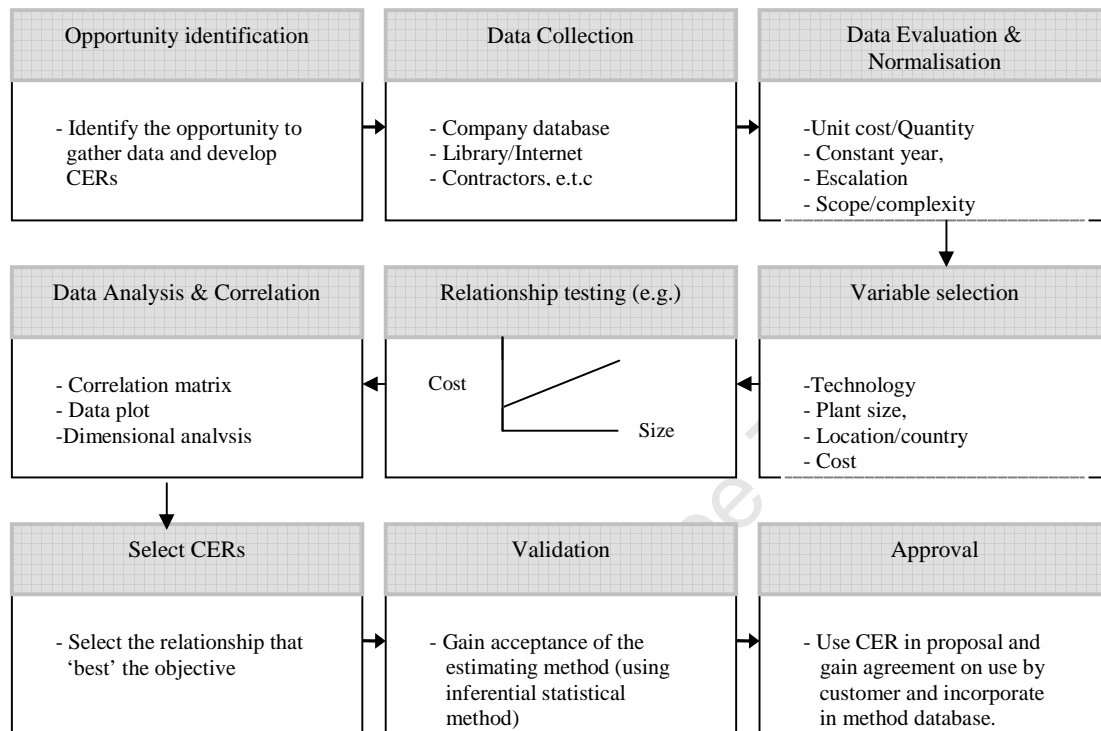 Opportunity identification
- Identify the opportunity to
gather data and develop
CERs
Data Collection
- Company database
- Library/Internet
- Contractors, e.t.c
Data Evaluation &
Normalisation
-Unit cost/Quantity
- Constant year,
- Escalation
- Scope/complexity
Variable selection
-Technology
- Plant size,
- Location/country
- Cost
Relationship testing (e.g.)
Cost
Size
Data Analysis & Correlation
- Correlation matrix
- Data plot
-Dimensional analysis
Select CERs
- Select the relationship that
‘best’ the objective
Validation
- Gain acceptance of the
estimating method (using
inferential statistical
method)
Approval
- Use CER in proposal and
gain agreement on use by
customer and incorporate
in method database.